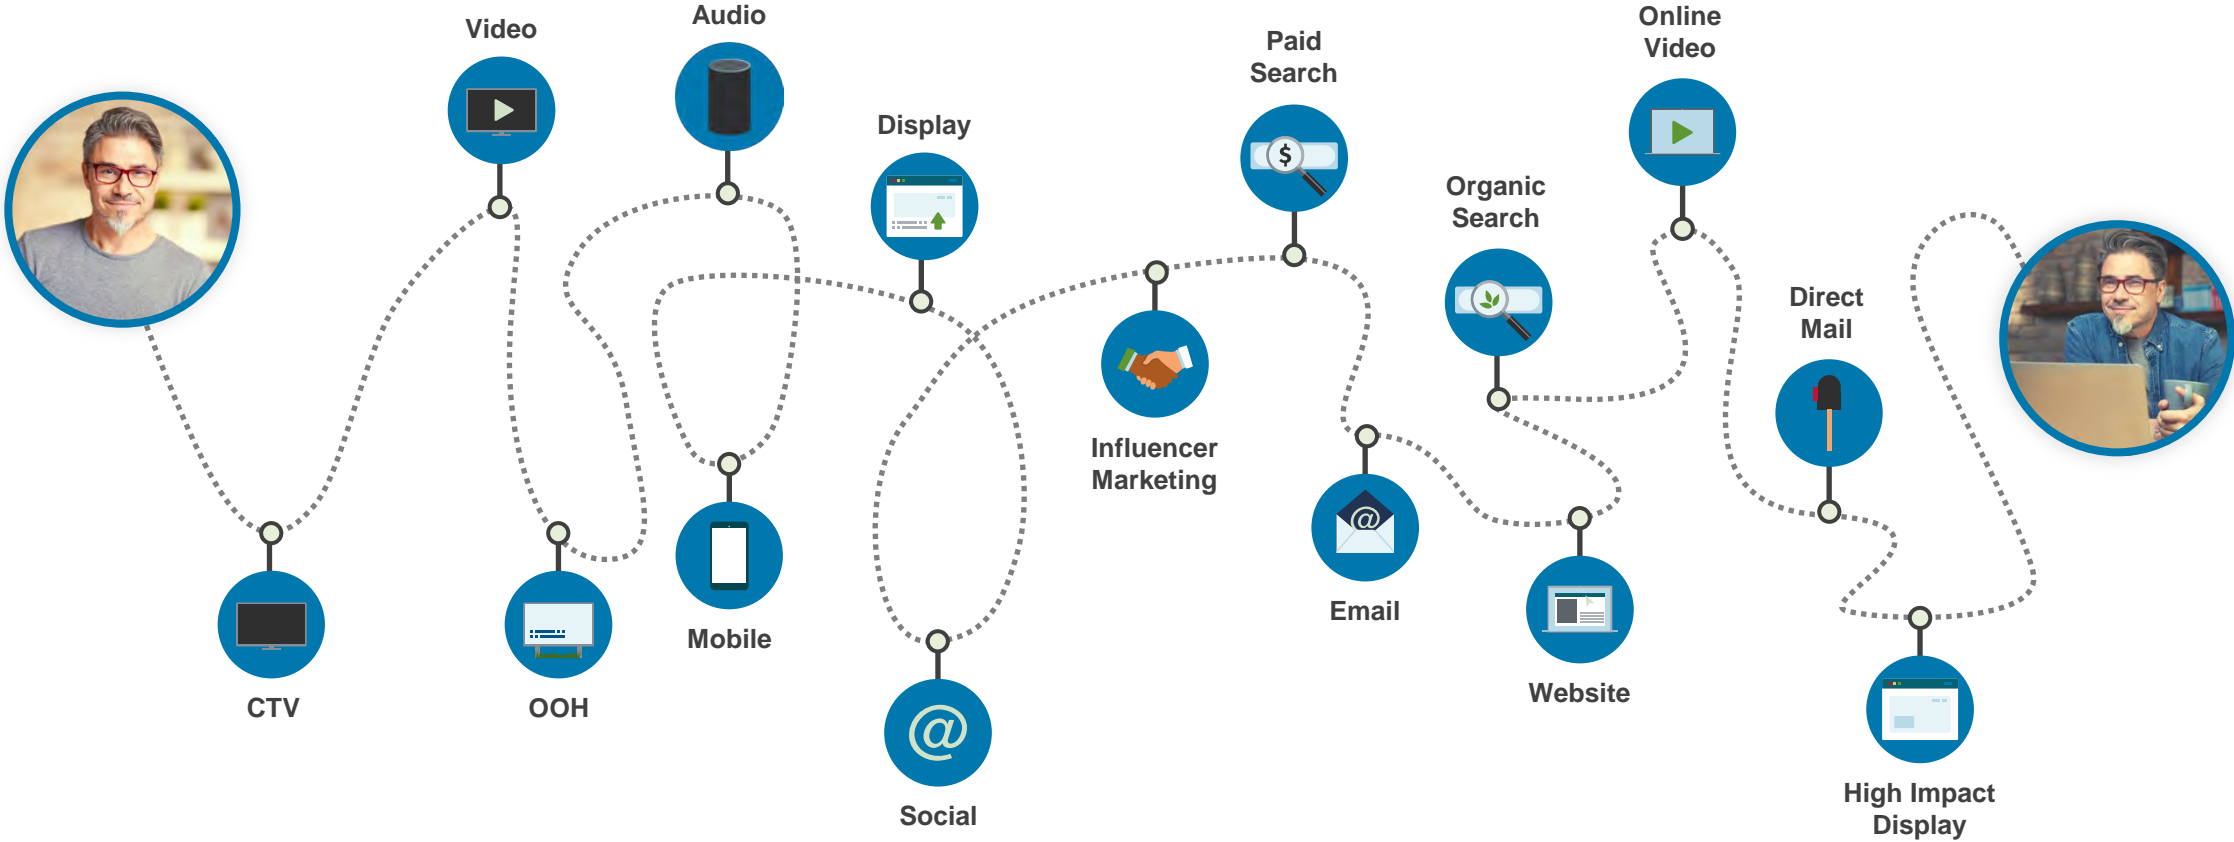 Video
Audio
Display
Paid
Search
Online
Video
Organic
Search
Direct
Mail
$
Influencer
Marketing
@
Email
Mobile
Website
CTV
OOH
@
Social
High Impact
Display